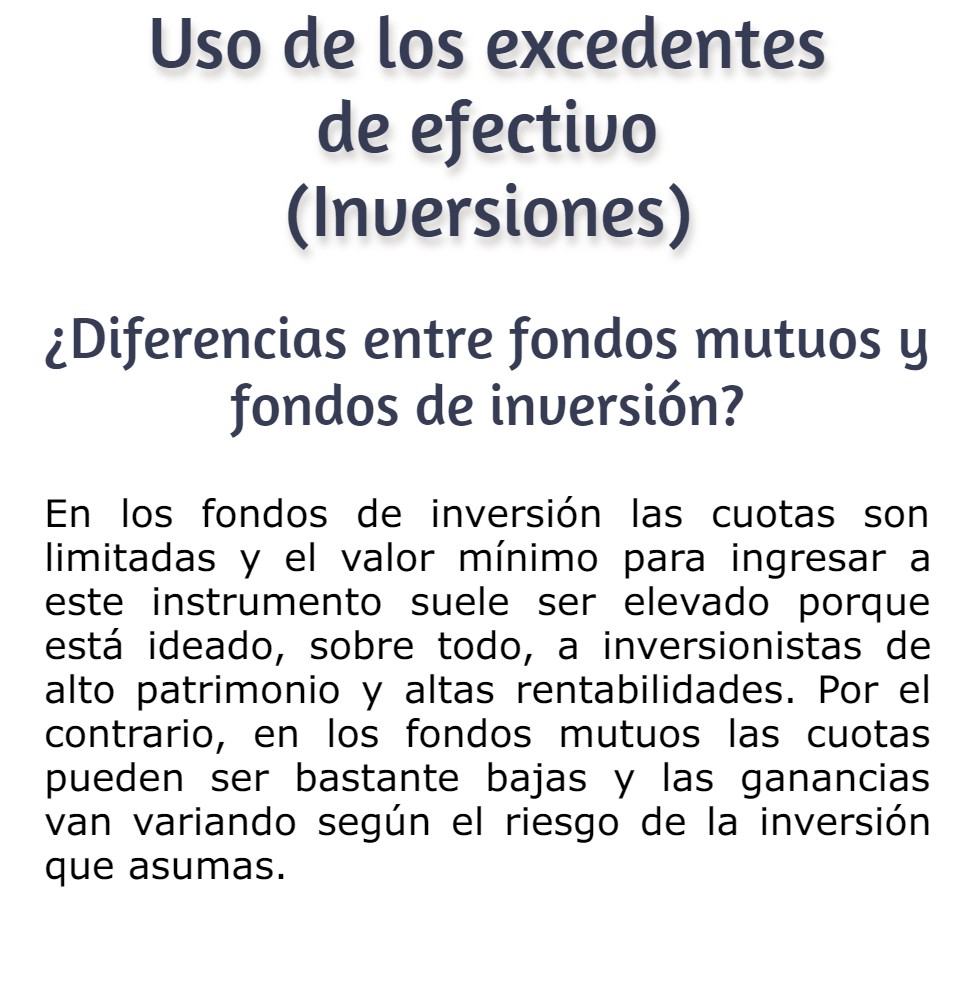 Uso de los excedentes
de efectivo
(Inversiones)
¿Diferencias entre fondos mutuos y
fondos de inversión?
En los fondos de inversión las cuotas son
limitadas y el valor mínimo para ingresar a
este instrumento suele ser elevado porque
está ideado, sobre todo, a inversionistas de
alto patrimonio y altas rentabilidades. Por el
contrario, en los fondos mutuos las cuotas
pueden ser bastante bajas y las ganancias
van variando según el riesgo de la inversión
que asumas.